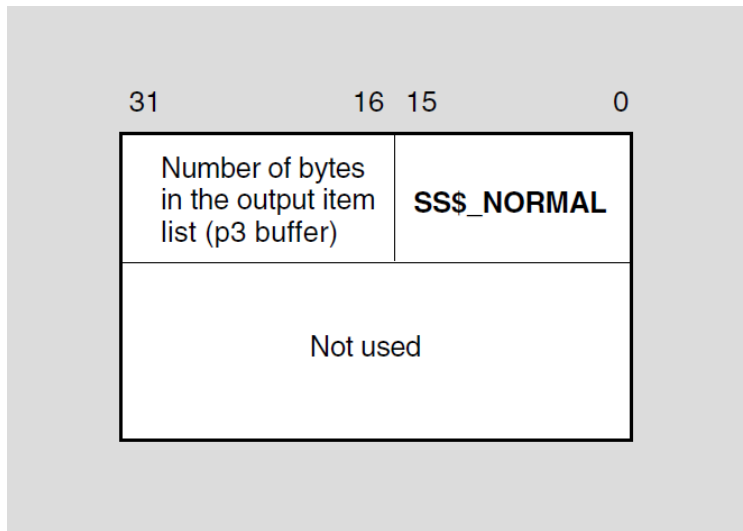 31 16 15 0
Number of bytes
in the output item
list (p3 buffer)
SS$_NORMAL
Not used